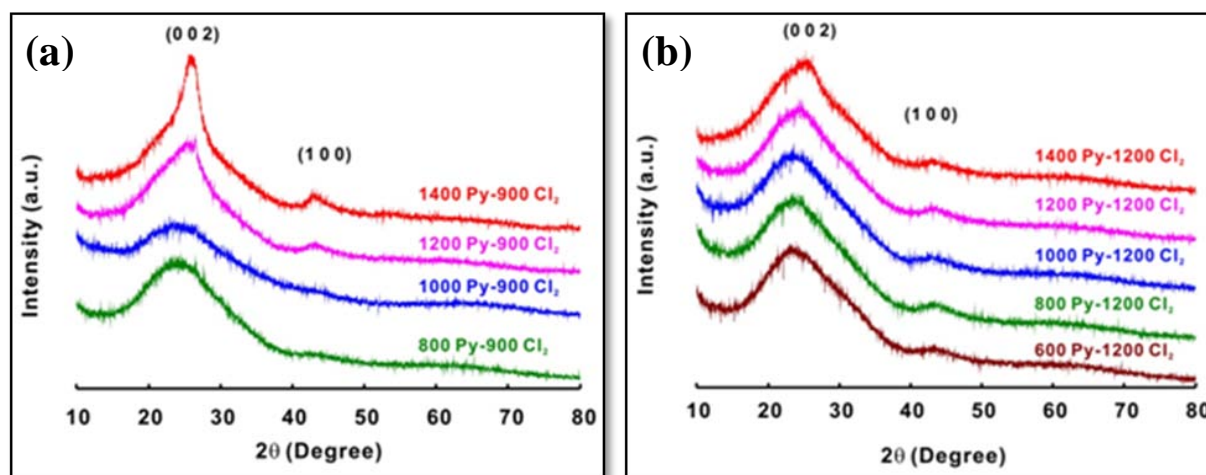 (a)
(0 0 2)
(1 0 0)
1400 Py-900 Cl₂
1200 Py-900 Cl₂
1000 Py-900 Cl₂
800 Py-900 Cl₂
Intensity (a.u.)
10 20 30 40 50 60 70 80
2θ (Degree)
(b)
(0 0 2)
(1 0 0)
1400 Py-1200 Cl₂
1200 Py-1200 Cl₂
1000 Py-1200 Cl₂
800 Py-1200 Cl₂
600 Py-1200 Cl₂
Intensity (a.u.)
10 20 30 40 50 60 70 80
2θ (Degree)